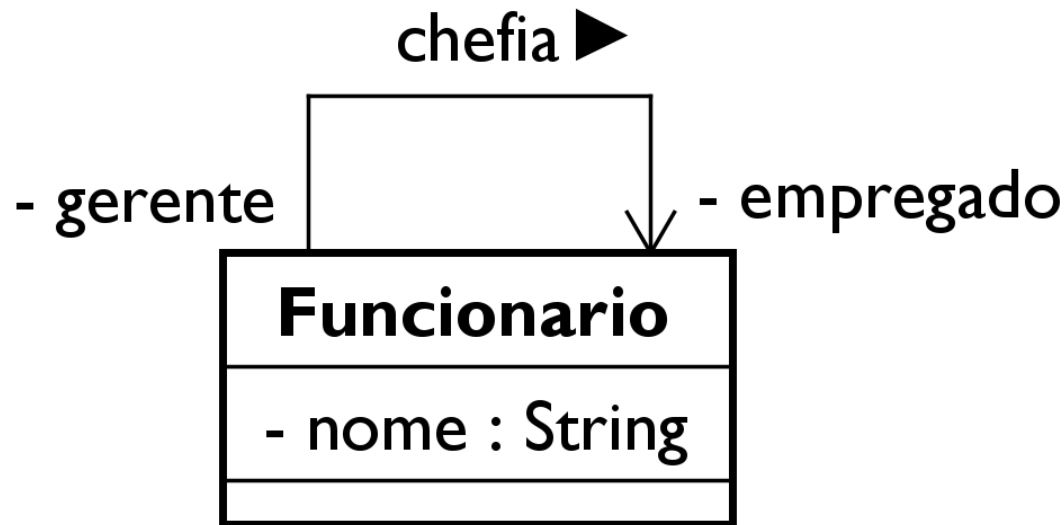 chefia ▶
- gerente
- empregado
Funcionario
- nome : String